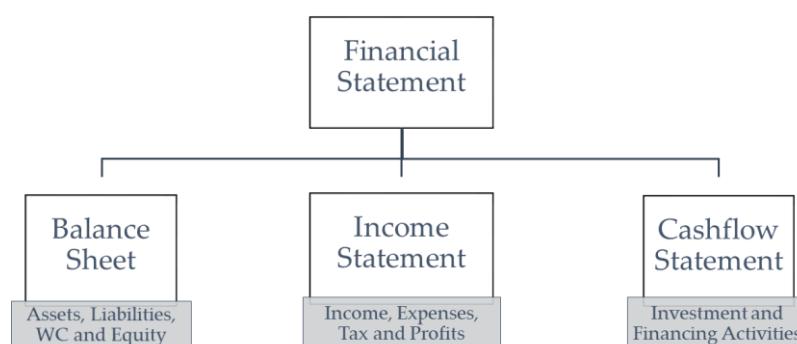 Financial
Statement
Balance
Sheet
Income
Statement
Cashflow
Statement
Assets, Liabilities,
WC and Equity
Income, Expenses,
Tax and Profits
Investment and
Financing Activities